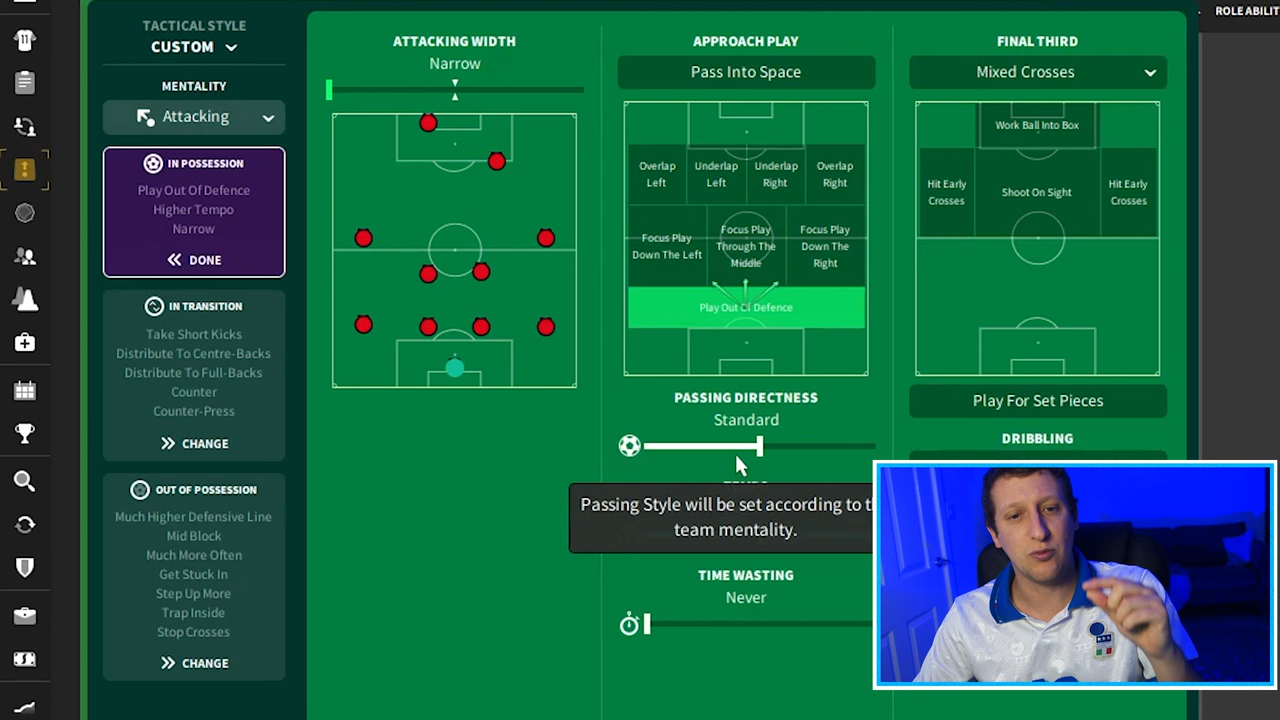 ROLE ABILIT
TACTICAL STYLE
CUSTOM
MENTALITY
Attacking
IN POSSESSION
Play Out Of Defence
Higher Tempo
Narrow
DONE
IN TRANSITION
Take Short Kicks
Distribute To Centre-Backs
Distribute To Full-Backs
Counter
Counter-Press
CHANGE
OUT OF POSSESSION
Much Higher Defensive Line
Mid Block
Much More Often
Get Stuck In
Step Up More
Trap Inside
Stop Crosses
CHANGE
ATTACKING WIDTH
Narrow
APPROACH PLAY
Pass Into Space
Overlap
Left
Underlap
Left
Underlap
Right
Overlap
Right
Focus Play
Down The Left
Focus Play
Through The
Middle
Focus Play
Down The
Right
Play Out Of Defence
PASSING DIRECTNESS
Standard
Passing Style will be set according to t
team mentality.
TIME WASTING
Never
FINAL THIRD
Mixed Crosses
Work Ball Into Box
Hit Early
Crosses
Shoot On Sight
Hit Early
Crosses
Play For Set Pieces
DRIBBLING